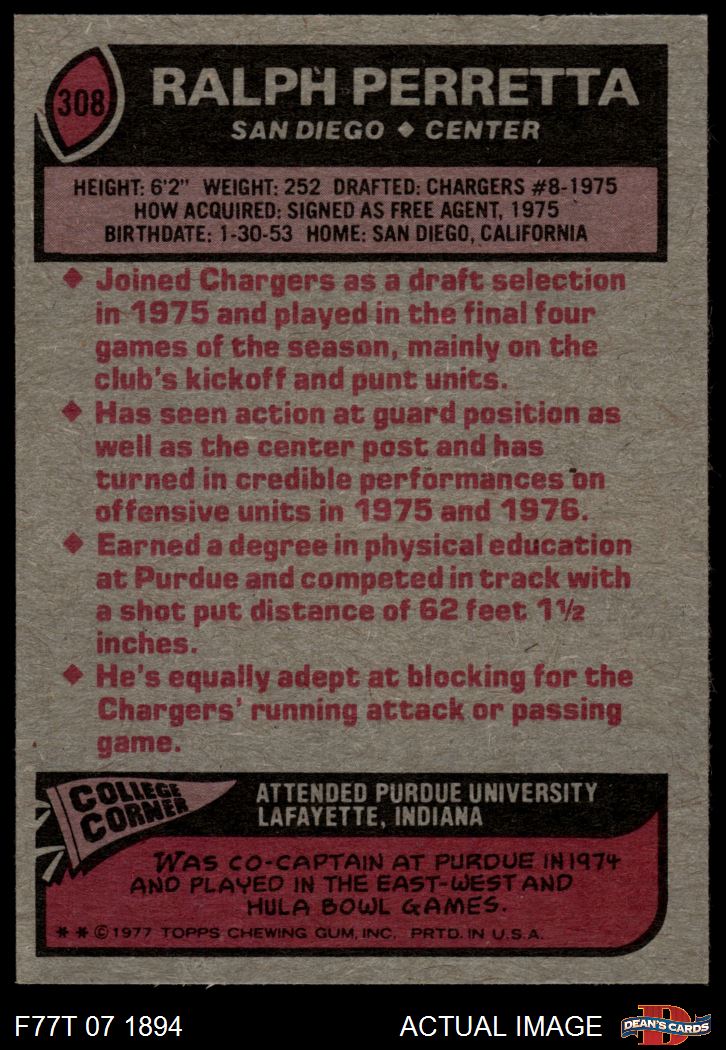 308
RALPH PERRETTA
SAN DIEGO ♦ CENTER
HEIGHT: 6'2" WEIGHT: 252 DRAFTED: CHARGERS #8-1975
HOW ACQUIRED: SIGNED AS FREE AGENT, 1975
BIRTHDATE: 1-30-53 HOME: SAN DIEGO, CALIFORNIA
♦ Joined Chargers as a draft selection
in 1975 and played in the final four
games of the season, mainly on the
club's kickoff and punt units.
♦ Has seen action at guard position as
well as the center post and has
turned in credible performances on
offensive units in 1975 and 1976.
♦ Earned a degree in physical education
at Purdue and competed in track with
a shot put distance of 62 feet 1½
inches.
♦ He's equally adept at blocking for the
Chargers' running attack or passing
game.
COLLEGE
CORNER
ATTENDED PURDUE UNIVERSITY
LAFAYETTE, INDIANA
WAS CO-CAPTAIN AT PURDUE IN 1974
AND PLAYED IN THE EAST-WEST AND
HULA BOWL GAMES.
* * ©1977 TOPPS CHEWING GUM, INC. PRTD. IN U.S.A.
F77T 07 1894
ACTUAL IMAGE
D
DEAN'S CARDS